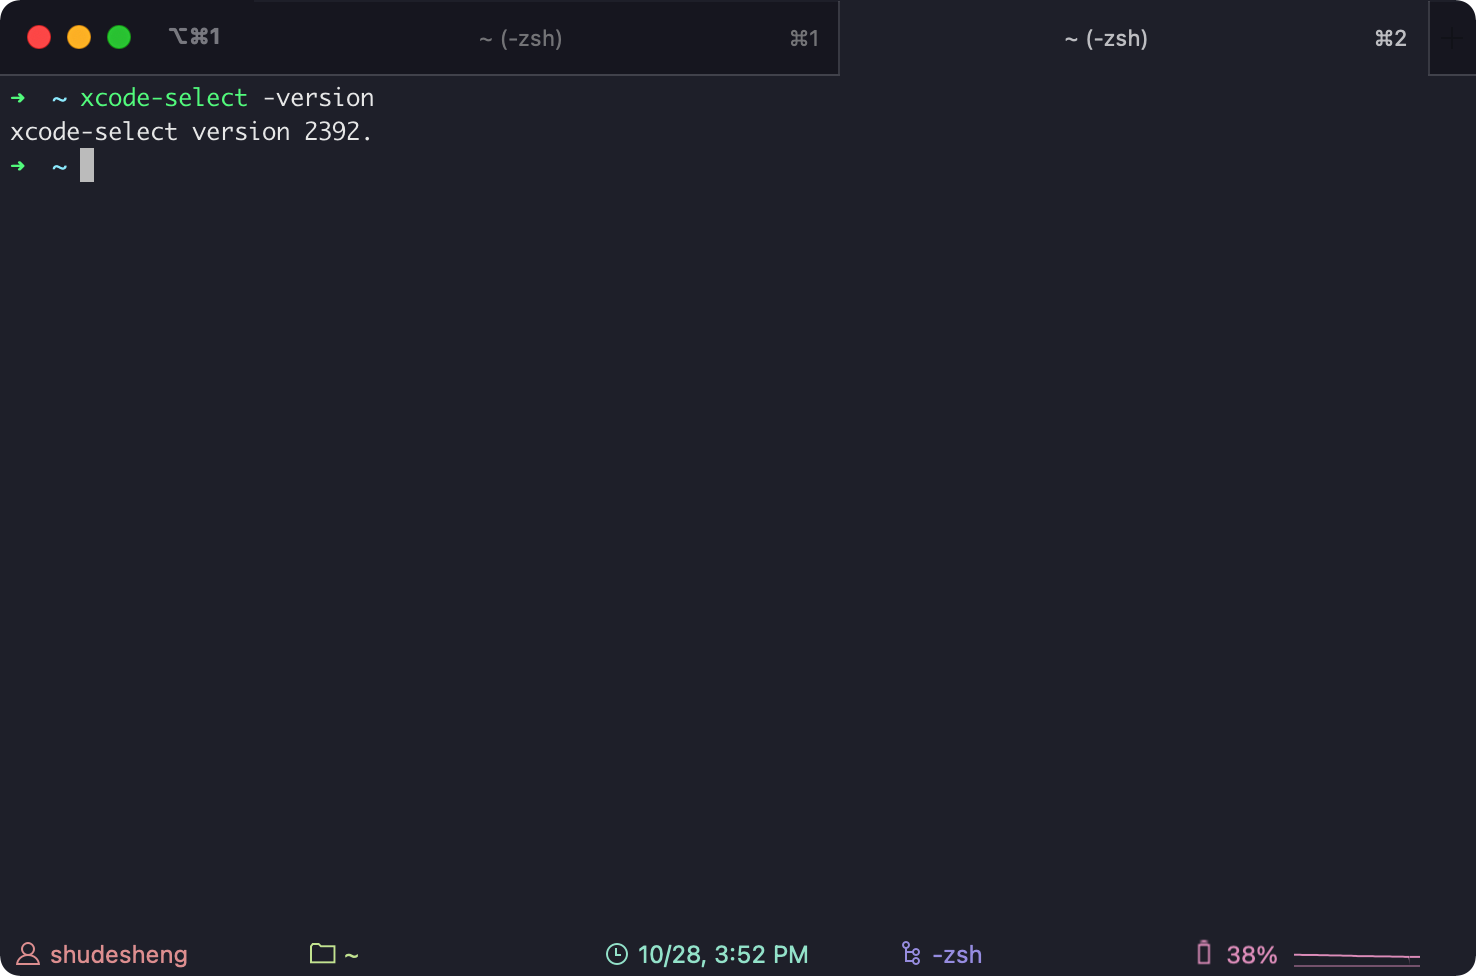 ⌥⌘1 ~ (-zsh) ⌘1 ~ (-zsh) ⌘2
➜ ~ xcode-select -version
xcode-select version 2392.
➜ ~
shudesheng ~ 10/28, 3:52 PM -zsh 38%